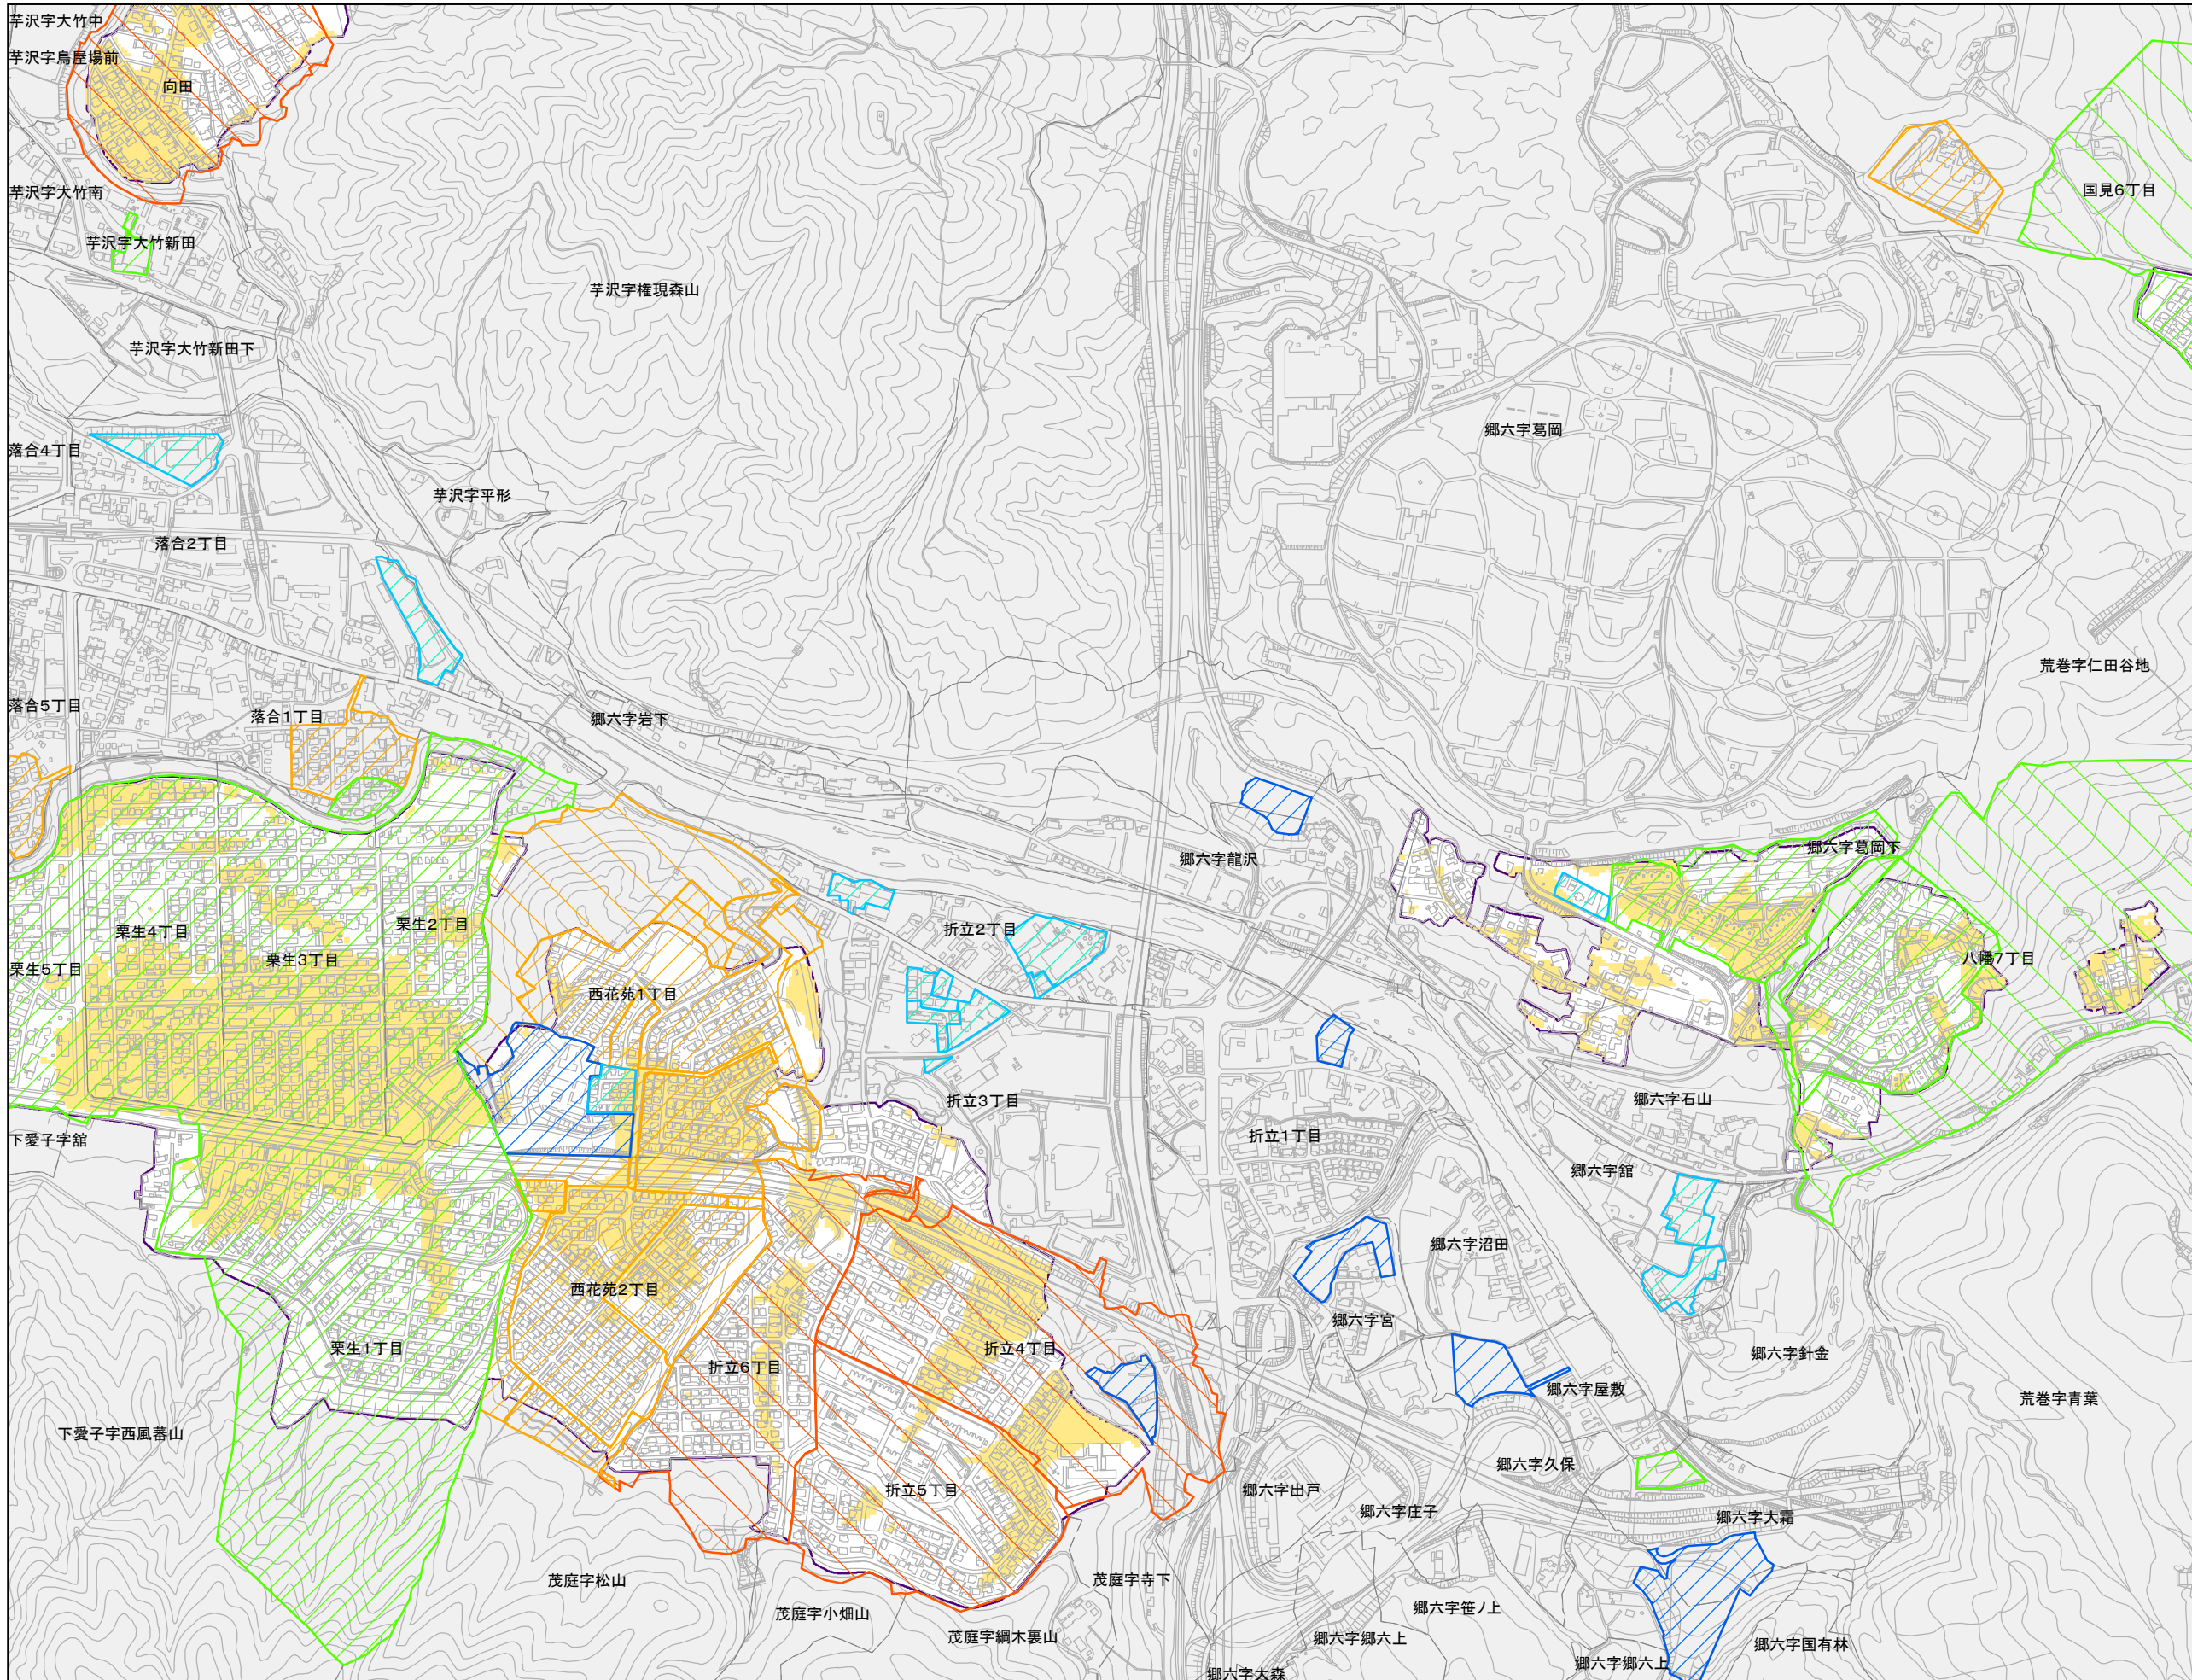 芋沢字大竹中
芋沢字鳥屋場前
向田
芋沢字大竹南
国見6丁目
芋沢字大竹新田
芋沢字権現森山
芋沢字大竹新田下
郷六字葛岡
落合4丁目
芋沢字平形
落合2丁目
荒巻字仁田谷地
落合5丁目
落合1丁目
郷六字岩下
郷六字葛岡下
郷六字龍沢
栗生4丁目
栗生2丁目
折立2丁目
栗生5丁目
栗生3丁目
八幡7丁目
西花苑1丁目
折立3丁目
郷六字石山
下愛子字舘
折立1丁目
郷六字舘
郷六字沼田
西花苑2丁目
郷六字宮
栗生1丁目
折立6丁目
折立4丁目
郷六字針金
郷六字屋敷
荒巻字青葉
下愛子字西風蕃山
郷六字久保
折立5丁目
郷六字出戸
郷六字庄子
郷六字大霜
茂庭字松山
茂庭字寺下
茂庭字小畑山
郷六字笹ノ上
茂庭字綱木裏山
郷六字郷六上
郷六字国有林
郷六字郷六上
郷六字大森